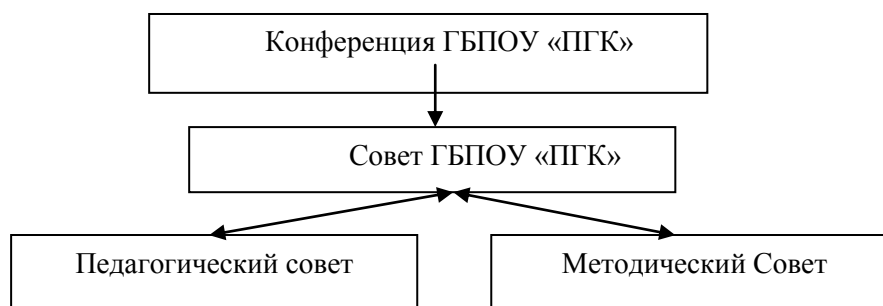 Конференция ГБПОУ «ПГК»
Совет ГБПОУ «ПГК»
Педагогический совет
Методический Совет